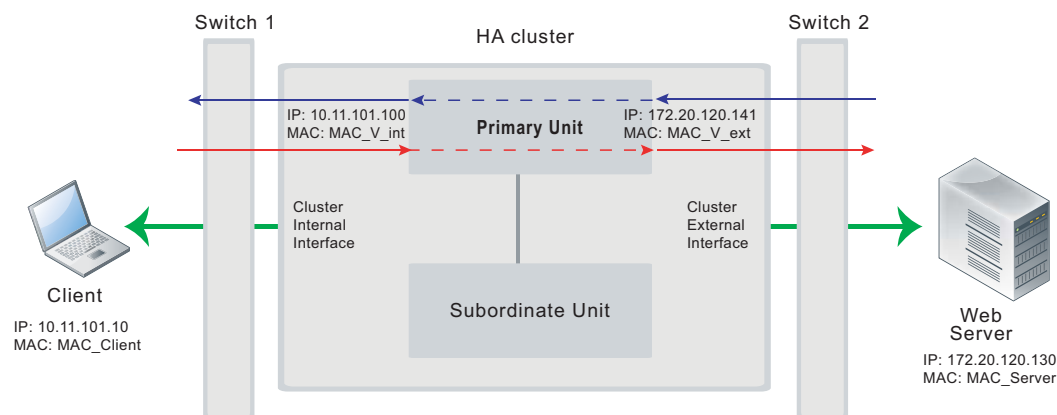 Switch 1
HA cluster
Switch 2
IP: 10.11.101.100
MAC: MAC_V_int
Primary Unit
IP: 172.20.120.141
MAC: MAC_V_ext
Cluster
Internal
Interface
Cluster
External
Interface
Subordinate Unit
Client
IP: 10.11.101.10
MAC: MAC_Client
Web
Server
IP: 172.20.120.130
MAC: MAC_Server